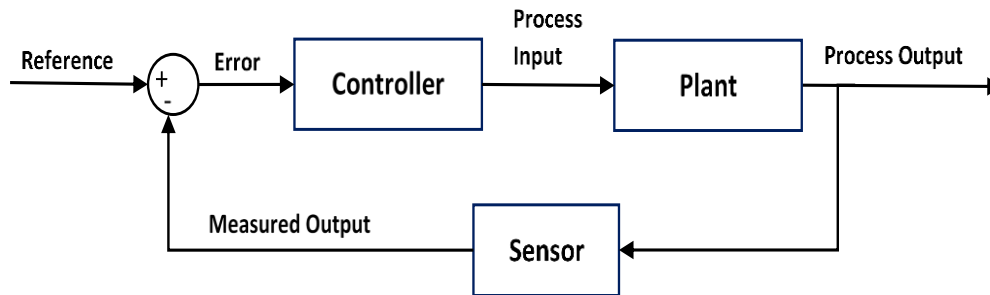 Reference
+
-
Error
Controller
Process
Input
Plant
Process Output
Measured Output
Sensor